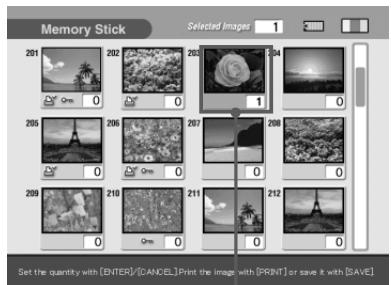 Memory Stick Selected Images 1
201 202 203 204
0 0 1 0
205 206 207 208
0 0 0 0
209 210 211 212
0 0 0 0
Set the quantity with [ENTER]/[CANCEL].Print the image with [PRINT] or save it with [SAVE].